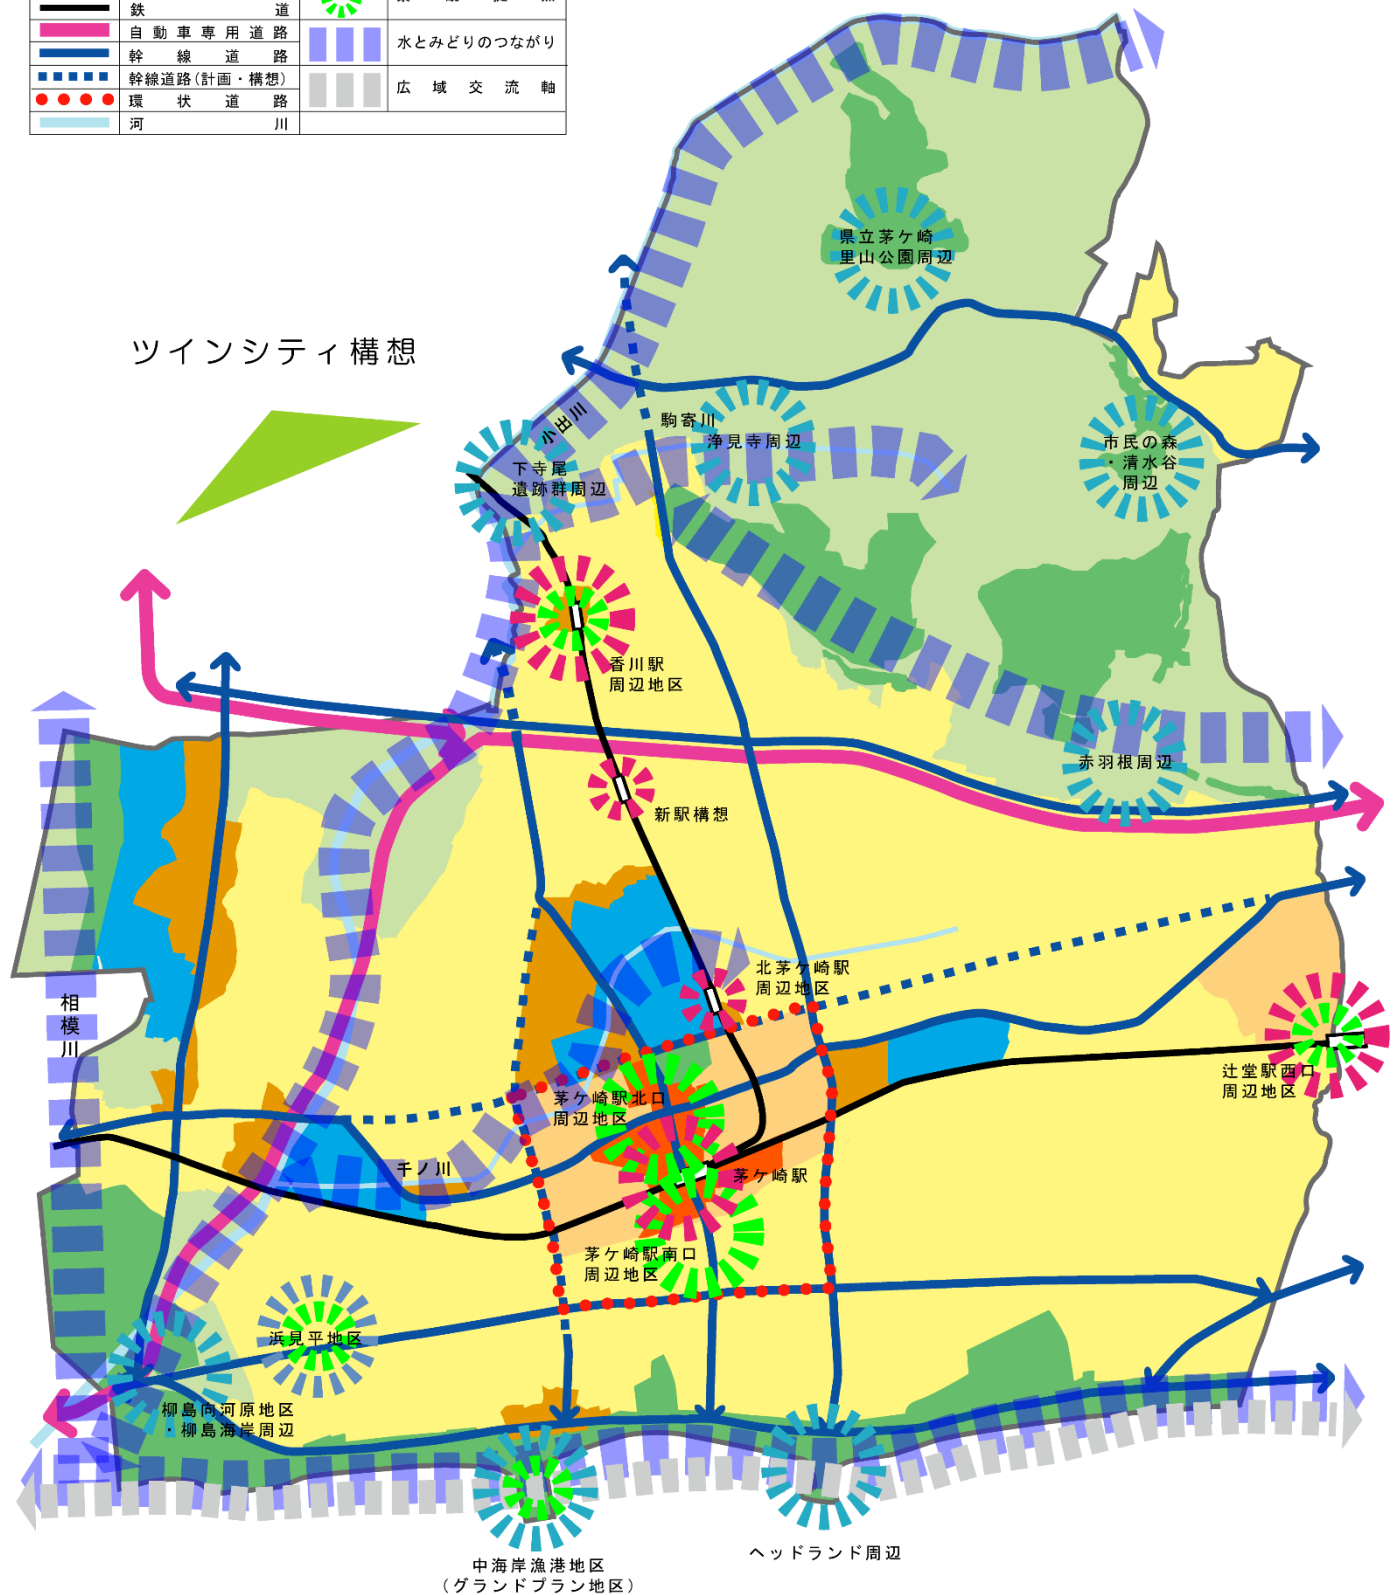 鉄道
自動車専用道路
幹線道路
幹線道路(計画・構想)
環状道路
河川
水とみどりのつながり
広域交流軸
県立茅ケ崎
里山公園周辺
ツインシティ構想
小出川
駒寄川
浄見寺周辺
市民の森
・清水谷
周辺
下寺尾
遺跡群周辺
香川駅
周辺地区
赤羽根周辺
新駅構想
北茅ケ崎駅
周辺地区
相模川
辻堂駅西口
周辺地区
茅ケ崎駅北口
周辺地区
千ノ川
茅ケ崎駅
茅ケ崎駅南口
周辺地区
浜見平地区
柳島向河原地区
・柳島海岸周辺
ヘッドランド周辺
中海岸漁港地区
(グランドプラン地区)